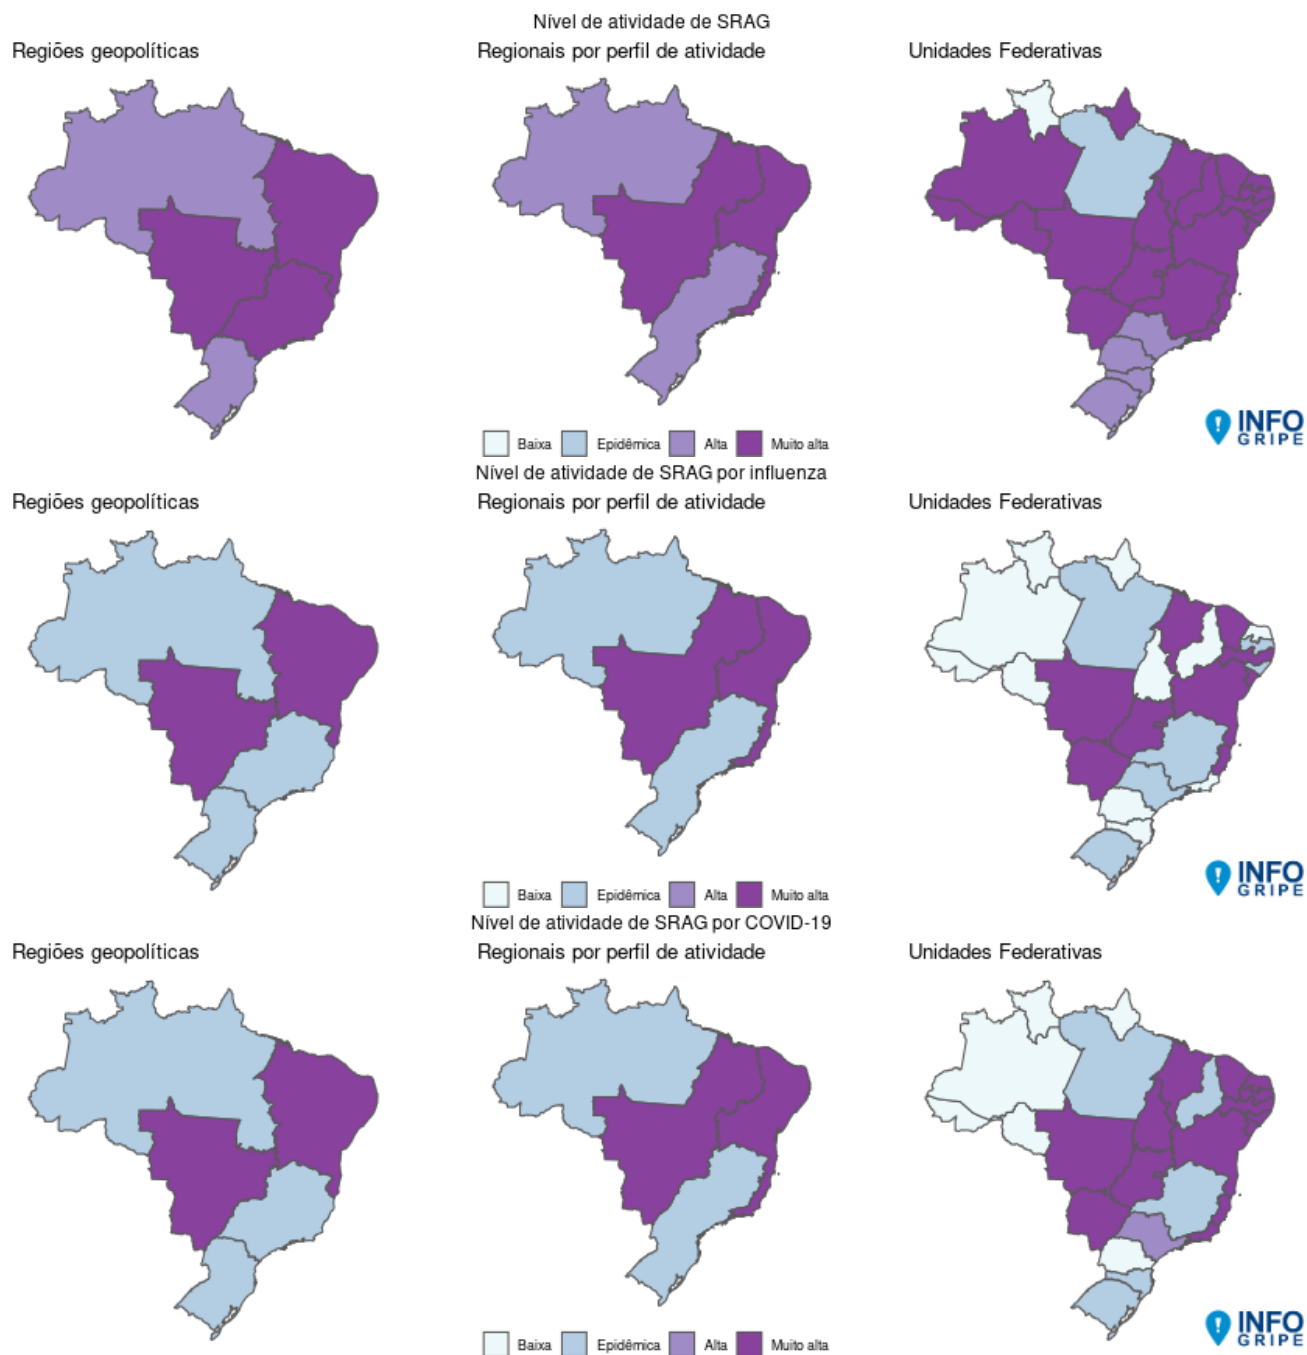 Nível de atividade de SRAG
Regiões geopolíticas
Regionais por perfil de atividade
Unidades Federativas
Baixa
Epidêmica
Alta
Muito alta
INFO
GRIPE
Nível de atividade de SRAG por influenza
Regiões geopolíticas
Regionais por perfil de atividade
Unidades Federativas
Baixa
Epidêmica
Alta
Muito alta
INFO
GRIPE
Nível de atividade de SRAG por COVID-19
Regiões geopolíticas
Regionais por perfil de atividade
Unidades Federativas
Baixa
Epidêmica
Alta
Muito alta
INFO
GRIPE